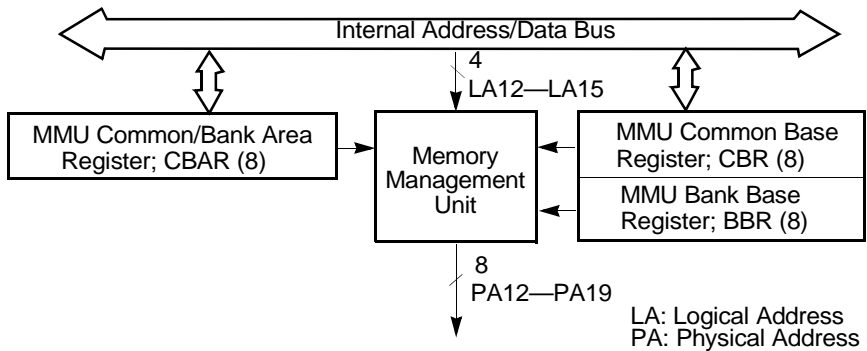 Internal Address/Data Bus
4
LA12—LA15
MMU Common/Bank Area
Register; CBAR (8)
Memory
Management
Unit
MMU Common Base
Register; CBR (8)
MMU Bank Base
Register; BBR (8)
8
PA12—PA19
LA: Logical Address
PA: Physical Address